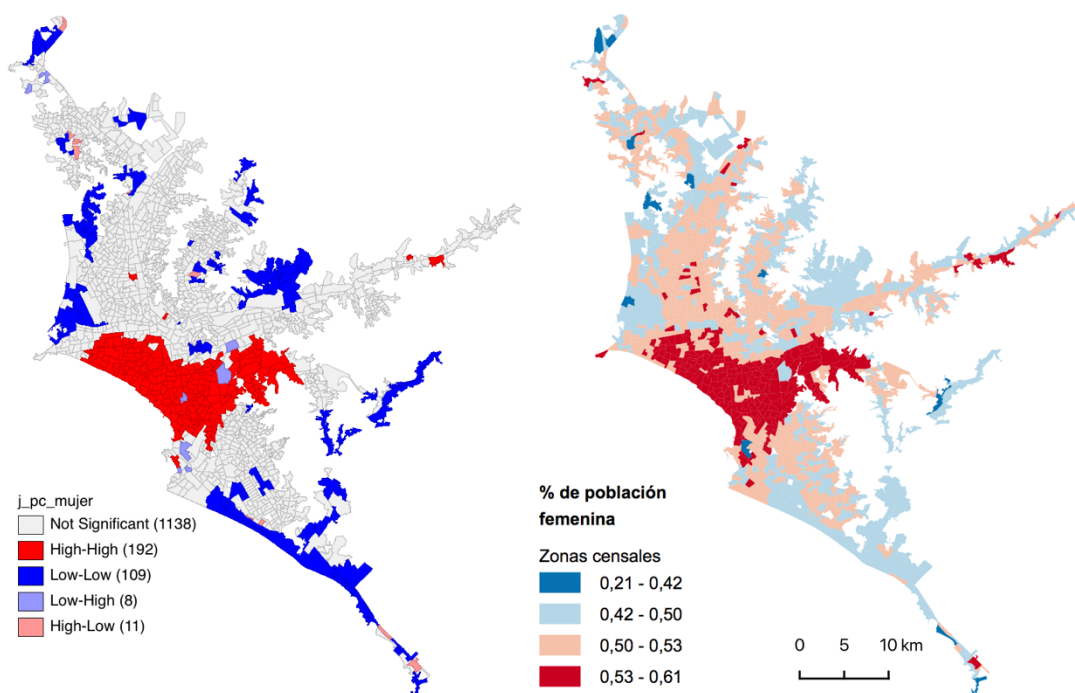 j_pc_mujer
Not Significant (1138)
High-High (192)
Low-Low (109)
Low-High (8)
High-Low (11)
% de población
femenina
Zonas censales
0,21 - 0,42
0,42 - 0,50
0,50 - 0,53
0,53 - 0,61
0 5 10 km